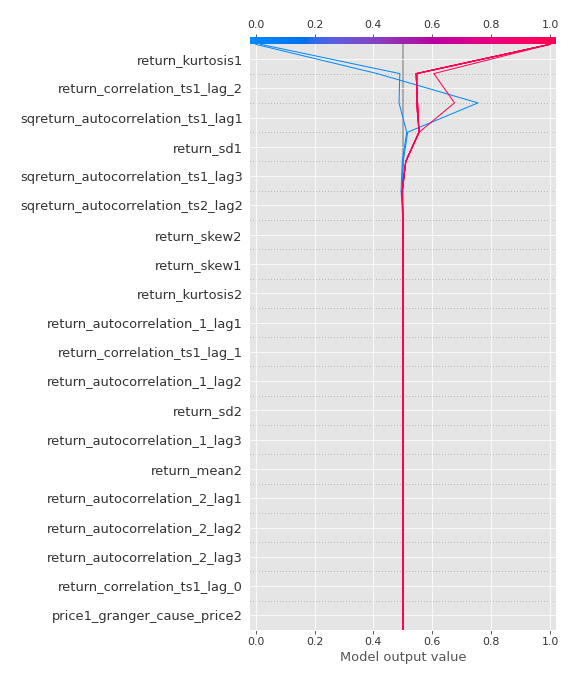 0.0 0.2 0.4 0.6 0.8 1.0
return_kurtosis1
return_correlation_ts1_lag_2
sqreturn_autocorrelation_ts1_lag1
return_sd1
sqreturn_autocorrelation_ts1_lag3
sqreturn_autocorrelation_ts2_lag2
return_skew2
return_skew1
return_kurtosis2
return_autocorrelation_1_lag1
return_correlation_ts1_lag_1
return_autocorrelation_1_lag2
return_sd2
return_autocorrelation_1_lag3
return_mean2
return_autocorrelation_2_lag1
return_autocorrelation_2_lag2
return_autocorrelation_2_lag3
return_correlation_ts1_lag_0
price1_granger_cause_price2
0.0 0.2 0.4 0.6 0.8 1.0
Model output value